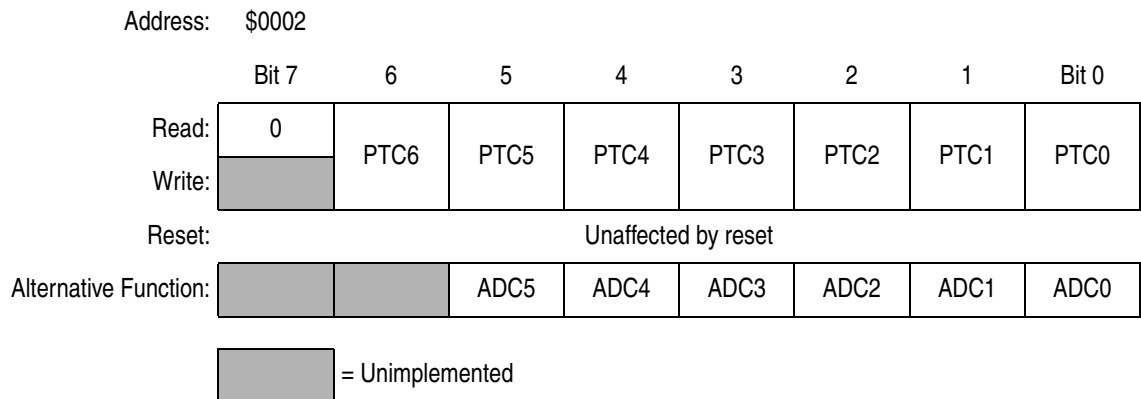 Address: $0002
Bit 7 6 5 4 3 2 1 Bit 0
Read: 0 PTC6 PTC5 PTC4 PTC3 PTC2 PTC1 PTC0
Write:
Reset: Unaffected by reset
Alternative Function: ADC5 ADC4 ADC3 ADC2 ADC1 ADC0
= Unimplemented